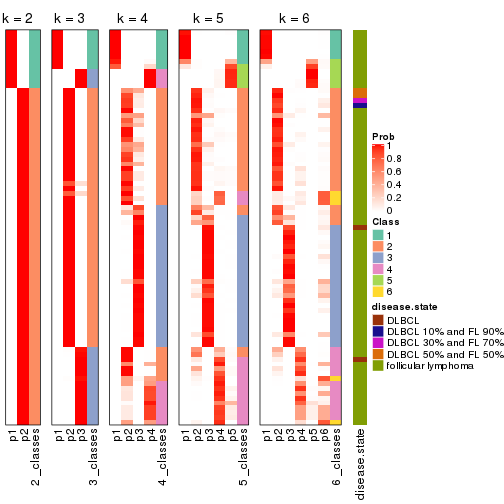 k = 2
k = 3
k = 4
k = 5
k = 6
Prob
1
0.8
0.6
0.4
0.2
0
Class
1
2
3
4
5
6
disease.state
DLBCL
DLBCL 10% and FL 90%
DLBCL 30% and FL 70%
DLBCL 50% and FL 50%
follicular lymphoma
p1
p2
2_classes
p1
p2
p3
3_classes
p1
p2
p3
p4
4_classes
p1
p2
p3
p4
p5
5_classes
p1
p2
p3
p4
p5
p6
6_classes
disease.state